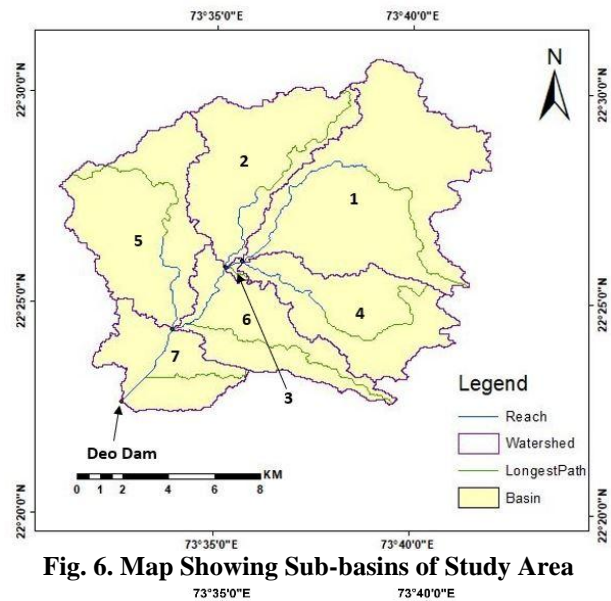 73°35'0"E 73°40'0"E
N
22°30'0"N 22°30'0"N
2
1
5
22°25'0"N 22°25'0"N
6 4
7
3
Deo Dam
Legend
Reach
Watershed
LongestPath
Basin
KM
0 1 2 4 6 8
22°20'0"N 22°20'0"N
73°35'0"E 73°40'0"E
Fig. 6. Map Showing Sub-basins of Study Area
73°35'0"E 73°40'0"E